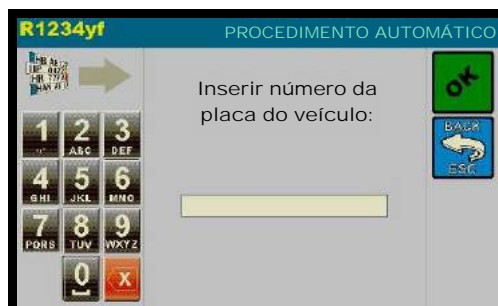 R1234yf
PROCEDIMENTO AUTOMÁTICO
Inserir número da
placa do veículo:
OK
BACK
ESC
1
2 ABC
3 DEF
4 GHI
5 JKL
6 MNO
7 PQRS
8 TUV
9 WXYZ
0
X